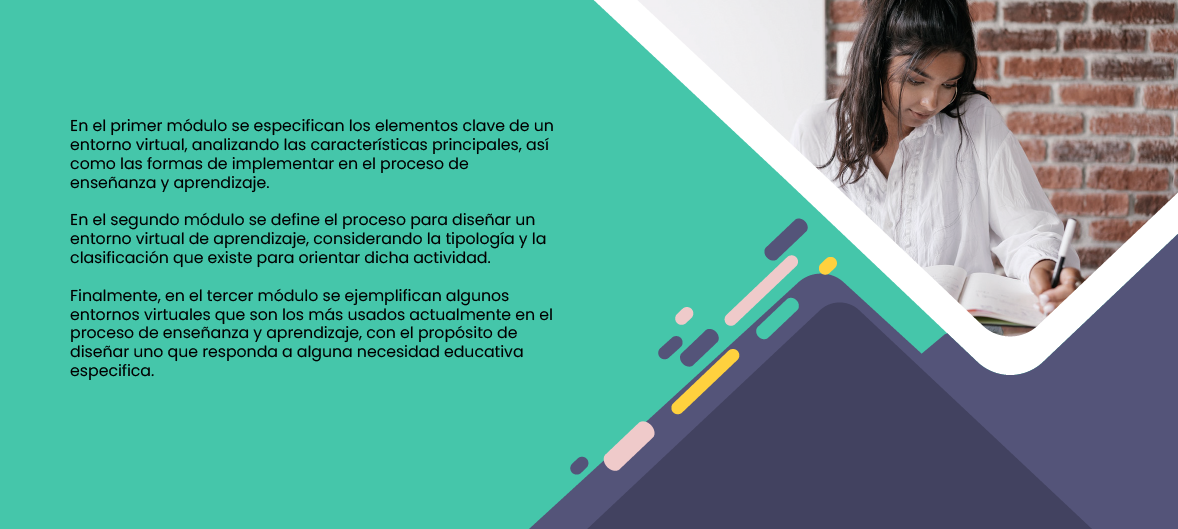 En el primer módulo se especifican los elementos clave de un
entorno virtual, analizando las características principales, así
como las formas de implementar en el proceso de
enseñanza y aprendizaje.
En el segundo módulo se define el proceso para diseñar un
entorno virtual de aprendizaje, considerando la tipología y la
clasificación que existe para orientar dicha actividad.
Finalmente, en el tercer módulo se ejemplifican algunos
entornos virtuales que son los más usados actualmente en el
proceso de enseñanza y aprendizaje, con el propósito de
diseñar uno que responda a alguna necesidad educativa
especifica.